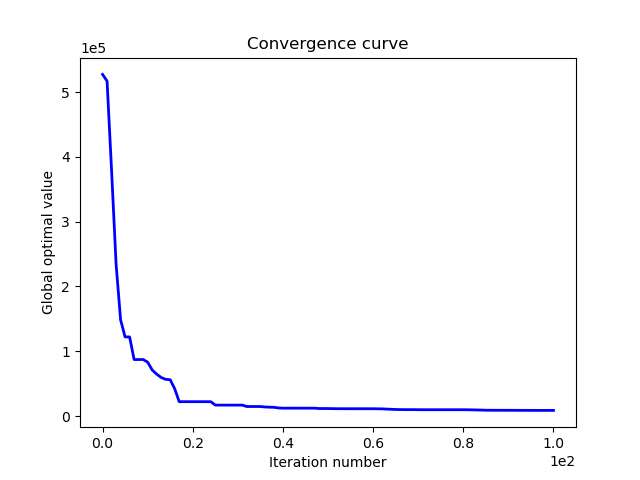 Convergence curve
1e5
5
4
3
2
1
0
Global optimal value
0.0 0.2 0.4 0.6 0.8 1.0
1e2
Iteration number